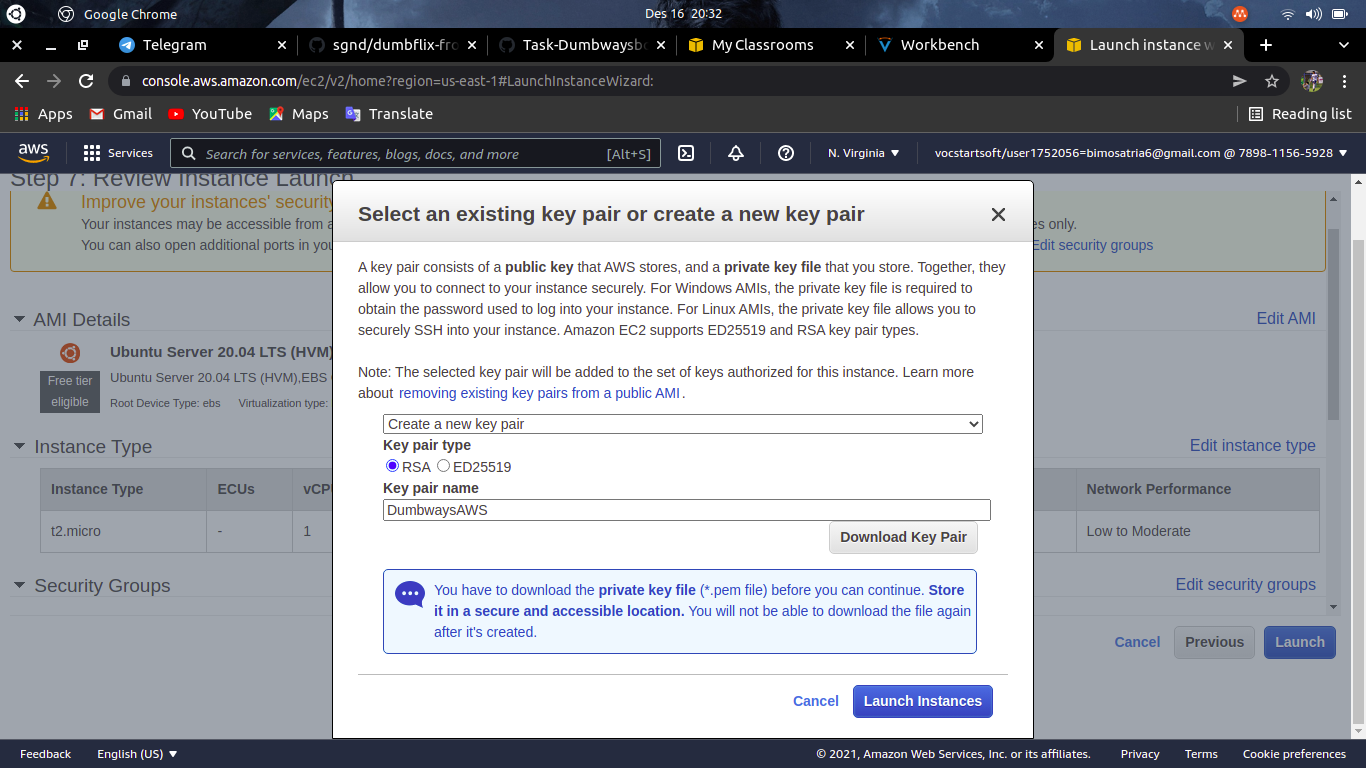 Google Chrome
Des 16 20:32
Telegram
sgnd/dumbflix-fro
Task-Dumbwaysbo
My Classrooms
Workbench
Launch instance w
console.aws.amazon.com/ec2/v2/home?region=us-east-1#LaunchInstanceWizard:
Apps
Gmail
YouTube
Maps
Translate
Reading list
aws
Services
Search for services, features, blogs, docs, and more
[Alt+S]
N. Virginia
vocstartsoft/user1752056=bimosatria6@gmail.com @ 7898-1156-5928
Step 7: Review Instance Launch
Improve your instances' security
Your instances may be accessible from a
es only.
You can also open additional ports in you
Edit security groups
Select an existing key pair or create a new key pair
A key pair consists of a public key that AWS stores, and a private key file that you store. Together, they
allow you to connect to your instance securely. For Windows AMIs, the private key file is required to
obtain the password used to log into your instance. For Linux AMIs, the private key file allows you to
securely SSH into your instance. Amazon EC2 supports ED25519 and RSA key pair types.
Note: The selected key pair will be added to the set of keys authorized for this instance. Learn more
about removing existing key pairs from a public AMI .
Create a new key pair
Key pair type
RSA ED25519
Key pair name
DumbwaysAWS
Download Key Pair
You have to download the private key file (*.pem file) before you can continue. Store
it in a secure and accessible location. You will not be able to download the file again
after it's created.
Cancel
Launch Instances
AMI Details
Edit AMI
Ubuntu Server 20.04 LTS (HVM)
Free tier
eligible
Ubuntu Server 20.04 LTS (HVM),EBS
Root Device Type: ebs Virtualization type:
Instance Type
Edit instance type
Instance Type
ECUs
vCP
Network Performance
t2.micro
-
1
Low to Moderate
Security Groups
Edit security groups
Cancel
Previous
Launch
Feedback
English (US)
© 2021, Amazon Web Services, Inc. or its affiliates.
Privacy
Terms
Cookie preferences